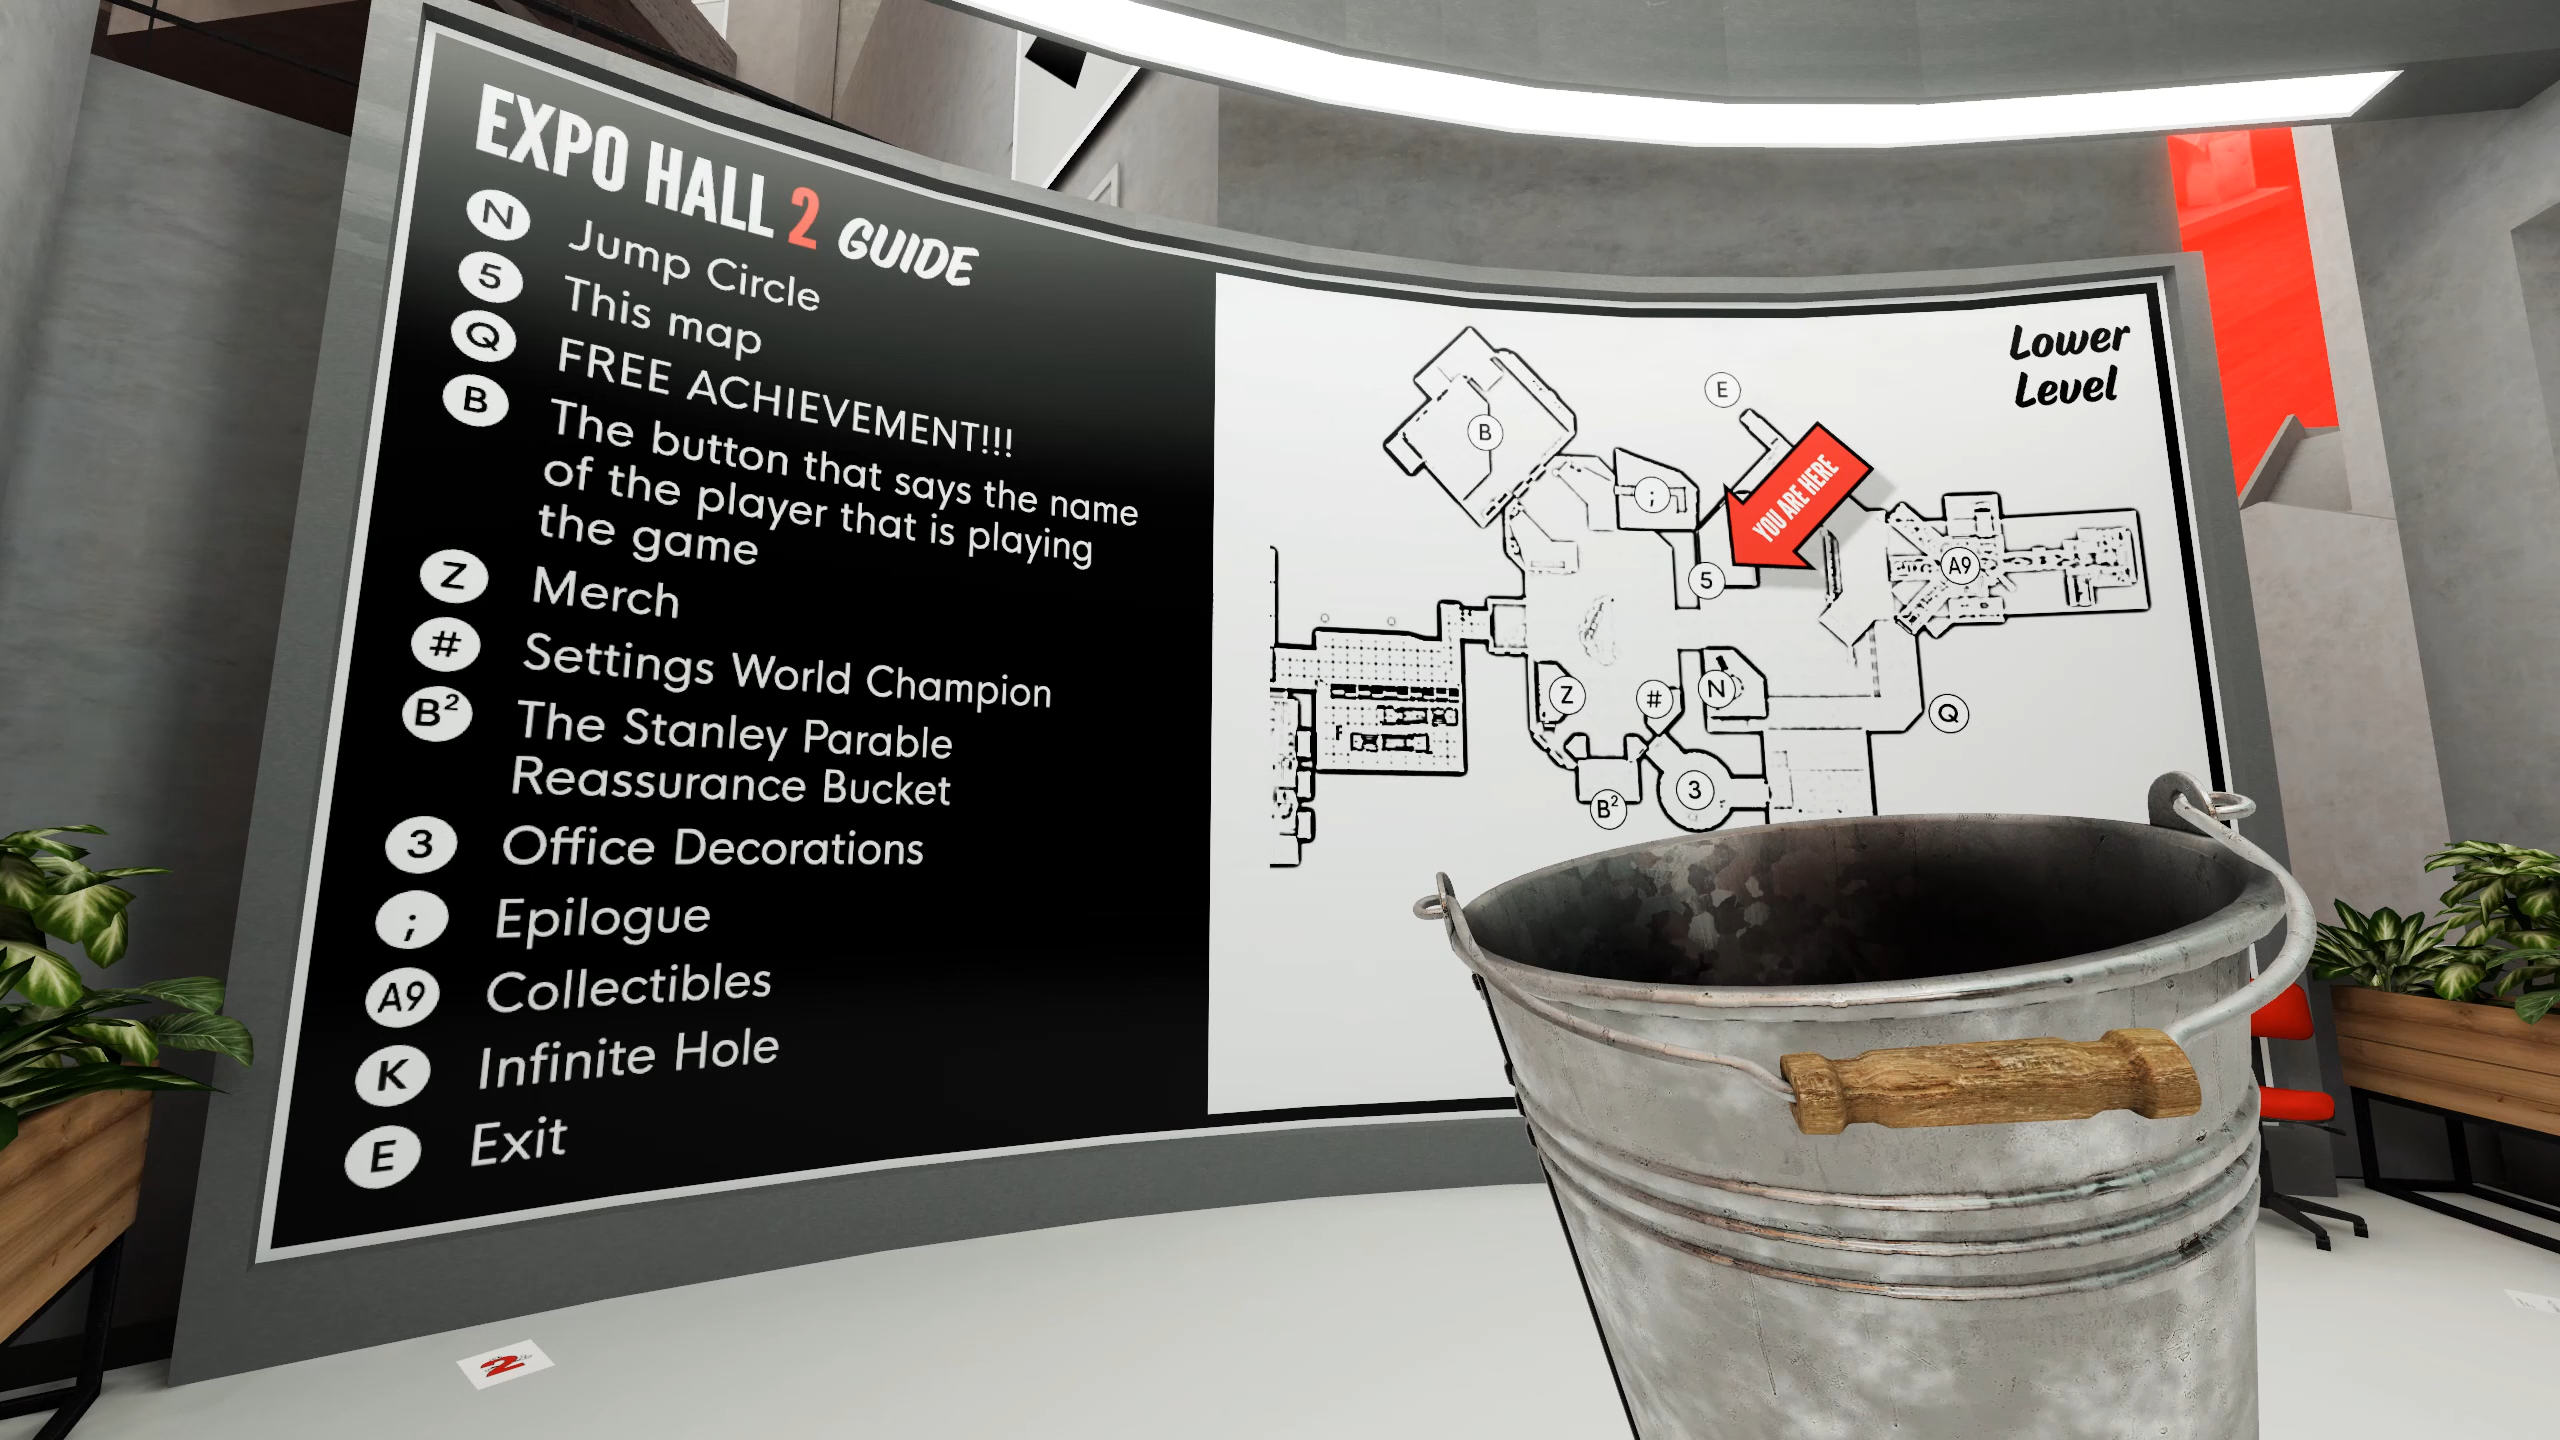 EXPO HALL 2 GUIDE
N Jump Circle
5 This map
Q FREE ACHIEVEMENT!!!
B The button that says the name
of the player that is playing
the game
Z Merch
# Settings World Champion
B² The Stanley Parable
Reassurance Bucket
3 Office Decorations
; Epilogue
A9 Collectibles
K Infinite Hole
E Exit
Lower
Level
E
B
;
YOU ARE HERE
5
A9
Z
#
N
Q
F
B²
3
2